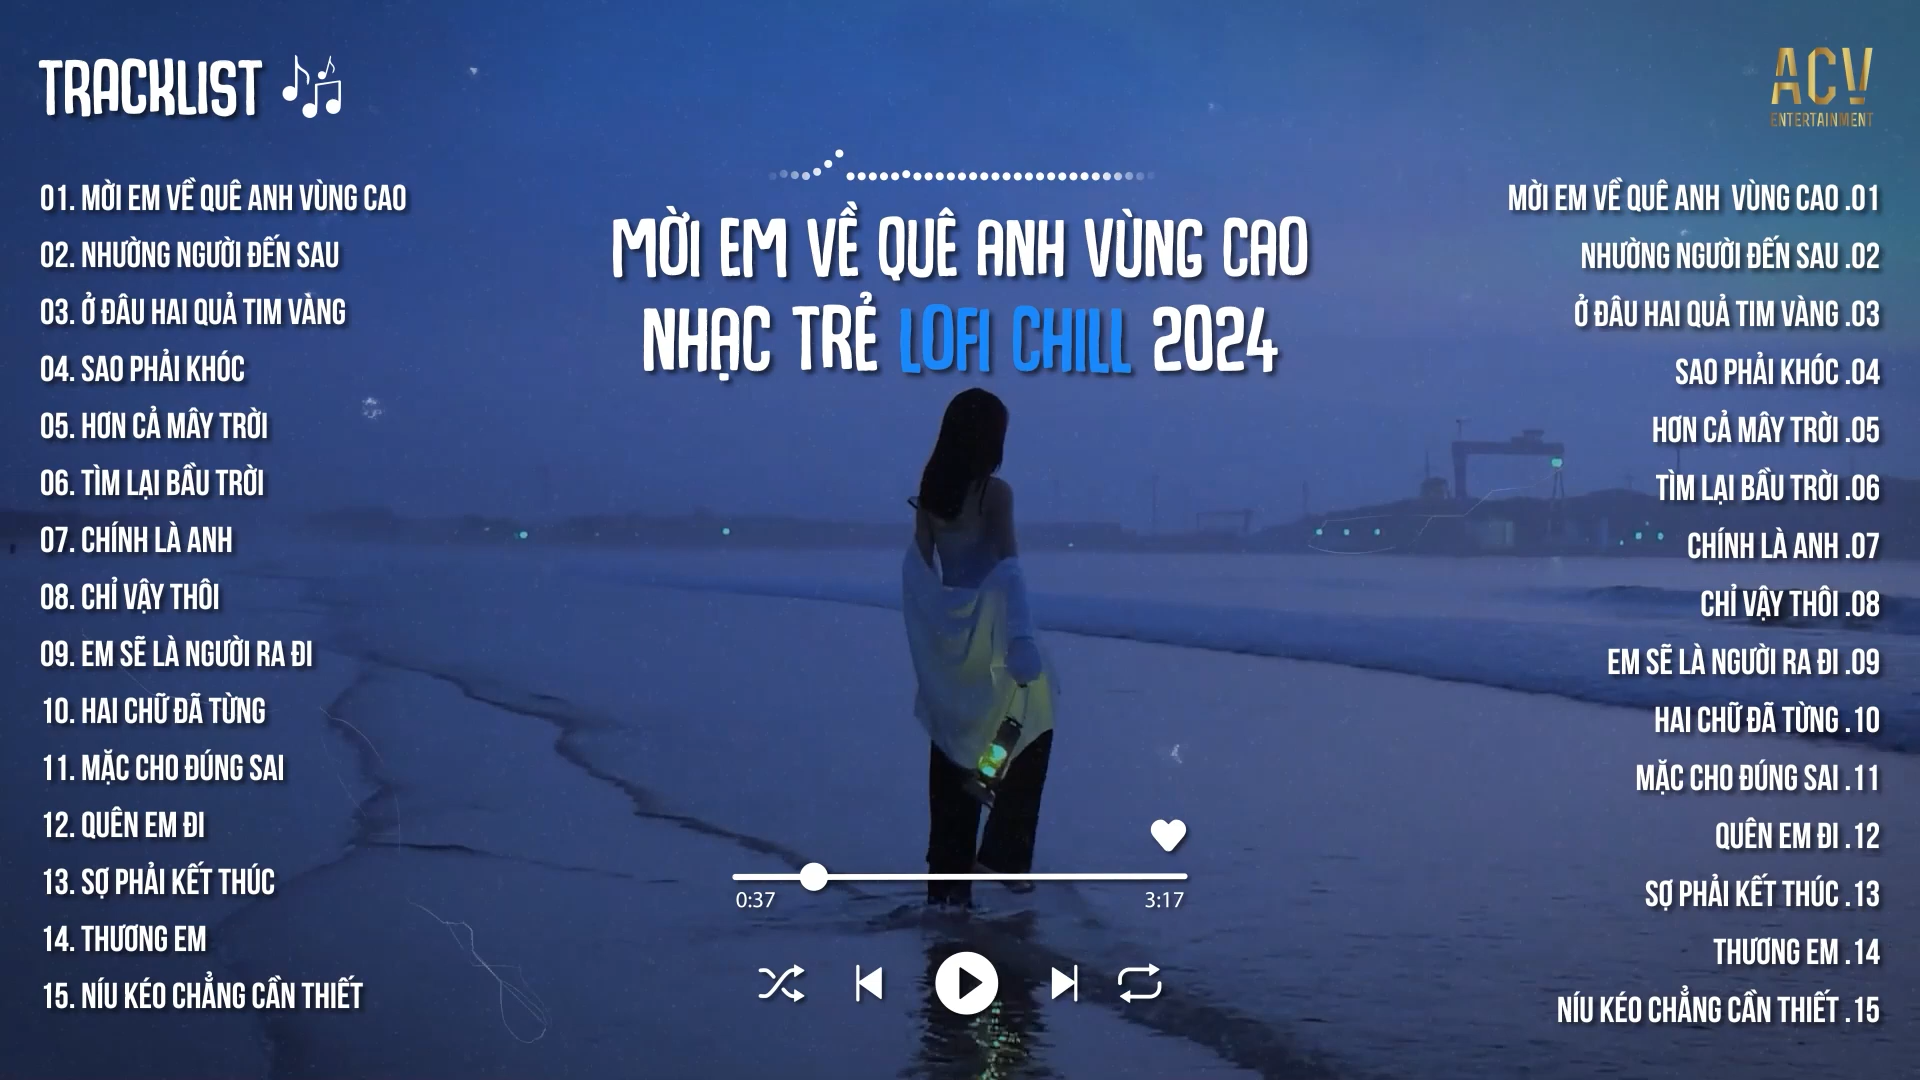 TRACKLIST
ACV
ENTERTAINMENT
01. MỜI EM VỀ QUÊ ANH VÙNG CAO
02. NHƯỜNG NGƯỜI ĐẾN SAU
03. Ở ĐÂU HAI QUẢ TIM VÀNG
04. SAO PHẢI KHÓC
05. HƠN CẢ MÂY TRỜI
06. TÌM LẠI BẦU TRỜI
07. CHÍNH LÀ ANH
08. CHỈ VẬY THÔI
09. EM SẼ LÀ NGƯỜI RA ĐI
10. HAI CHỮ ĐÃ TỪNG
11. MẶC CHO ĐÚNG SAI
12. QUÊN EM ĐI
13. SỢ PHẢI KẾT THÚC
14. THƯƠNG EM
15. NÍU KÉO CHẲNG CẦN THIẾT
MỜI EM VỀ QUÊ ANH VÙNG CAO
NHẠC TRẺ LOFI CHILL 2024
0:37
3:17
MỜI EM VỀ QUÊ ANH VÙNG CAO .01
NHƯỜNG NGƯỜI ĐẾN SAU .02
Ở ĐÂU HAI QUẢ TIM VÀNG .03
SAO PHẢI KHÓC .04
HƠN CẢ MÂY TRỜI .05
TÌM LẠI BẦU TRỜI .06
CHÍNH LÀ ANH .07
CHỈ VẬY THÔI .08
EM SẼ LÀ NGƯỜI RA ĐI .09
HAI CHỮ ĐÃ TỪNG .10
MẶC CHO ĐÚNG SAI .11
QUÊN EM ĐI .12
SỢ PHẢI KẾT THÚC .13
THƯƠNG EM .14
NÍU KÉO CHẲNG CẦN THIẾT .15